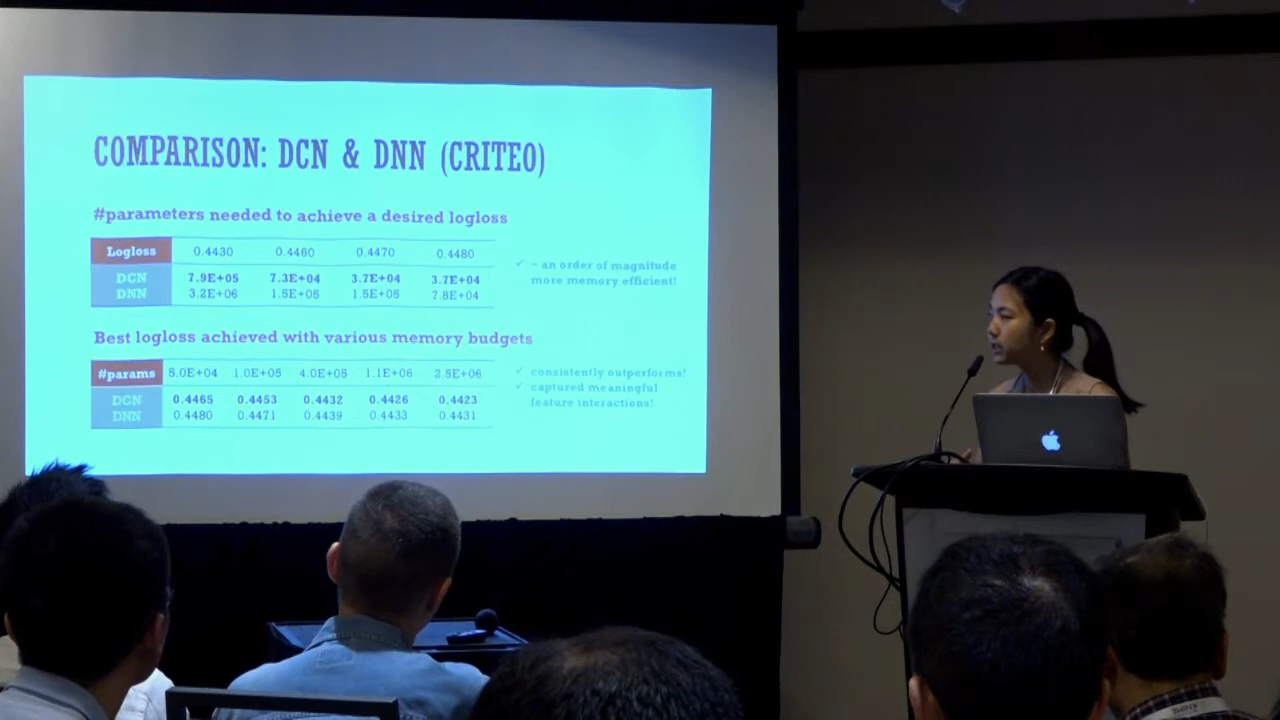 COMPARISON: DCN & DNN (CRITEO)
#parameters needed to achieve a desired logloss
Logloss 0.4430 0.4460 0.4470 0.4480
DCN 7.9E+05 7.3E+04 3.7E+04 3.7E+04
DNN 3.2E+06 1.5E+05 1.5E+05 7.8E+04
✓ ~ an order of magnitude
more memory efficient!
Best logloss achieved with various memory budgets
#params 5.0E+04 1.0E+05 4.0E+05 1.1E+06 2.5E+06
DCN 0.4465 0.4453 0.4432 0.4426 0.4423
DNN 0.4480 0.4471 0.4439 0.4433 0.4431
✓ consistently outperforms!
✓ captured meaningful
feature interactions!